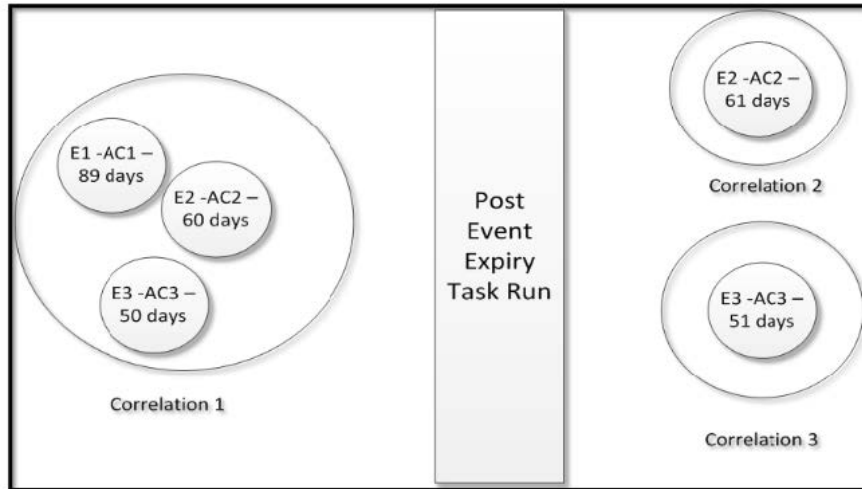 E1 -AC1 –
89 days
E2 -AC2 –
60 days
E3 -AC3 –
50 days
Correlation 1
Post
Event
Expiry
Task Run
E2 -AC2 –
61 days
Correlation 2
E3 -AC3 –
51 days
Correlation 3